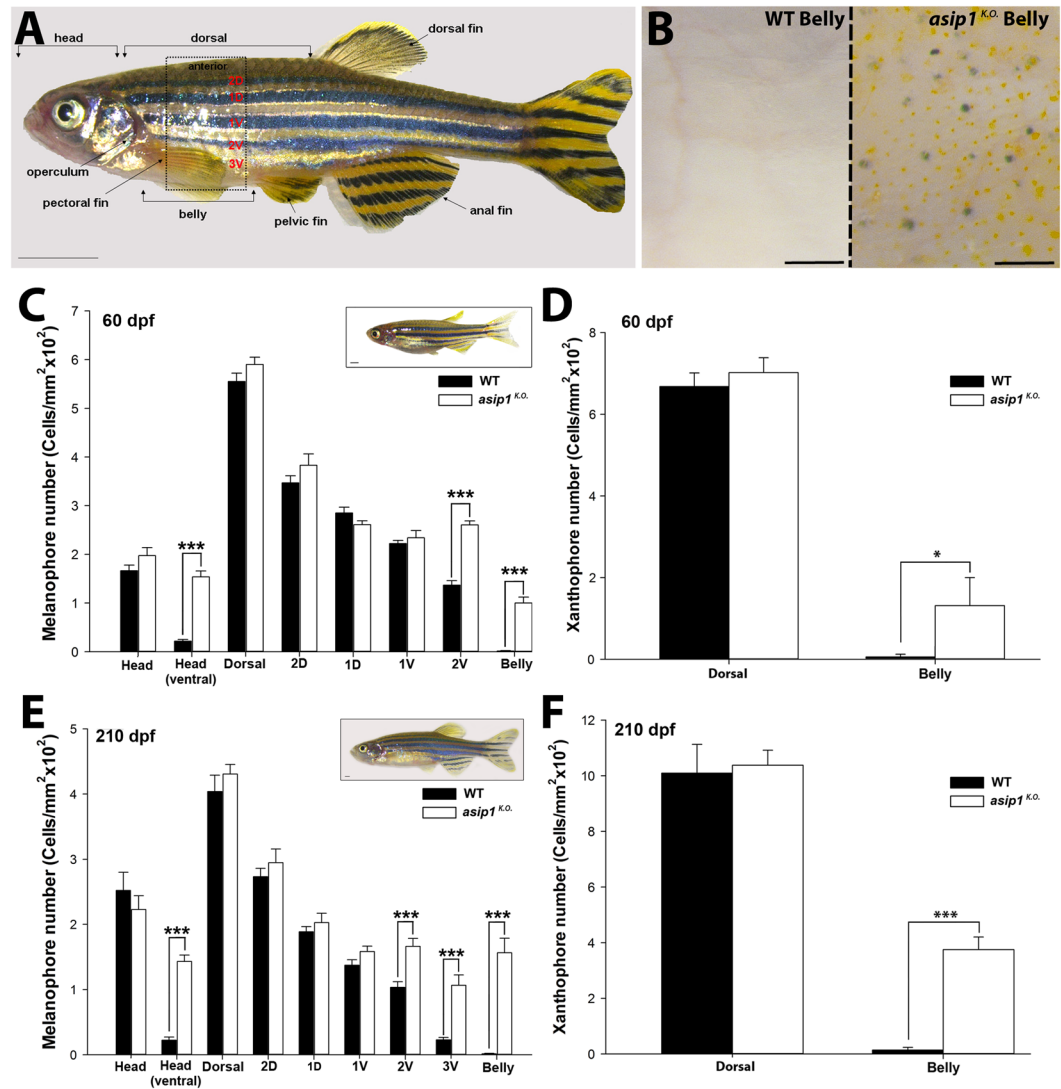 A
head
dorsal
dorsal fin
anterior
2D
1D
1V
2V
3V
operculum
pectoral fin
belly
pelvic fin
anal fin
B
WT Belly
asip1 K.O. Belly
C
60 dpf
Melanophore number (Cells/mm²x10²)
7
6
5
4
3
2
1
0
WT
asip1 K.O.
***
***
***
Head
Head (ventral)
Dorsal
2D
1D
1V
2V
Belly
D
60 dpf
Xanthophore number (Cells/mm²x10²)
8
6
4
2
0
WT
asip1 K.O.
*
Dorsal
Belly
E
210 dpf
Melanophore number (Cells/mm²x10²)
5
4
3
2
1
0
WT
asip1 K.O.
***
***
***
***
Head
Head (ventral)
Dorsal
2D
1D
1V
2V
3V
Belly
F
210 dpf
Xanthophore number (Cells/mm²x10²)
12
10
8
6
4
2
0
WT
asip1 K.O.
***
Dorsal
Belly